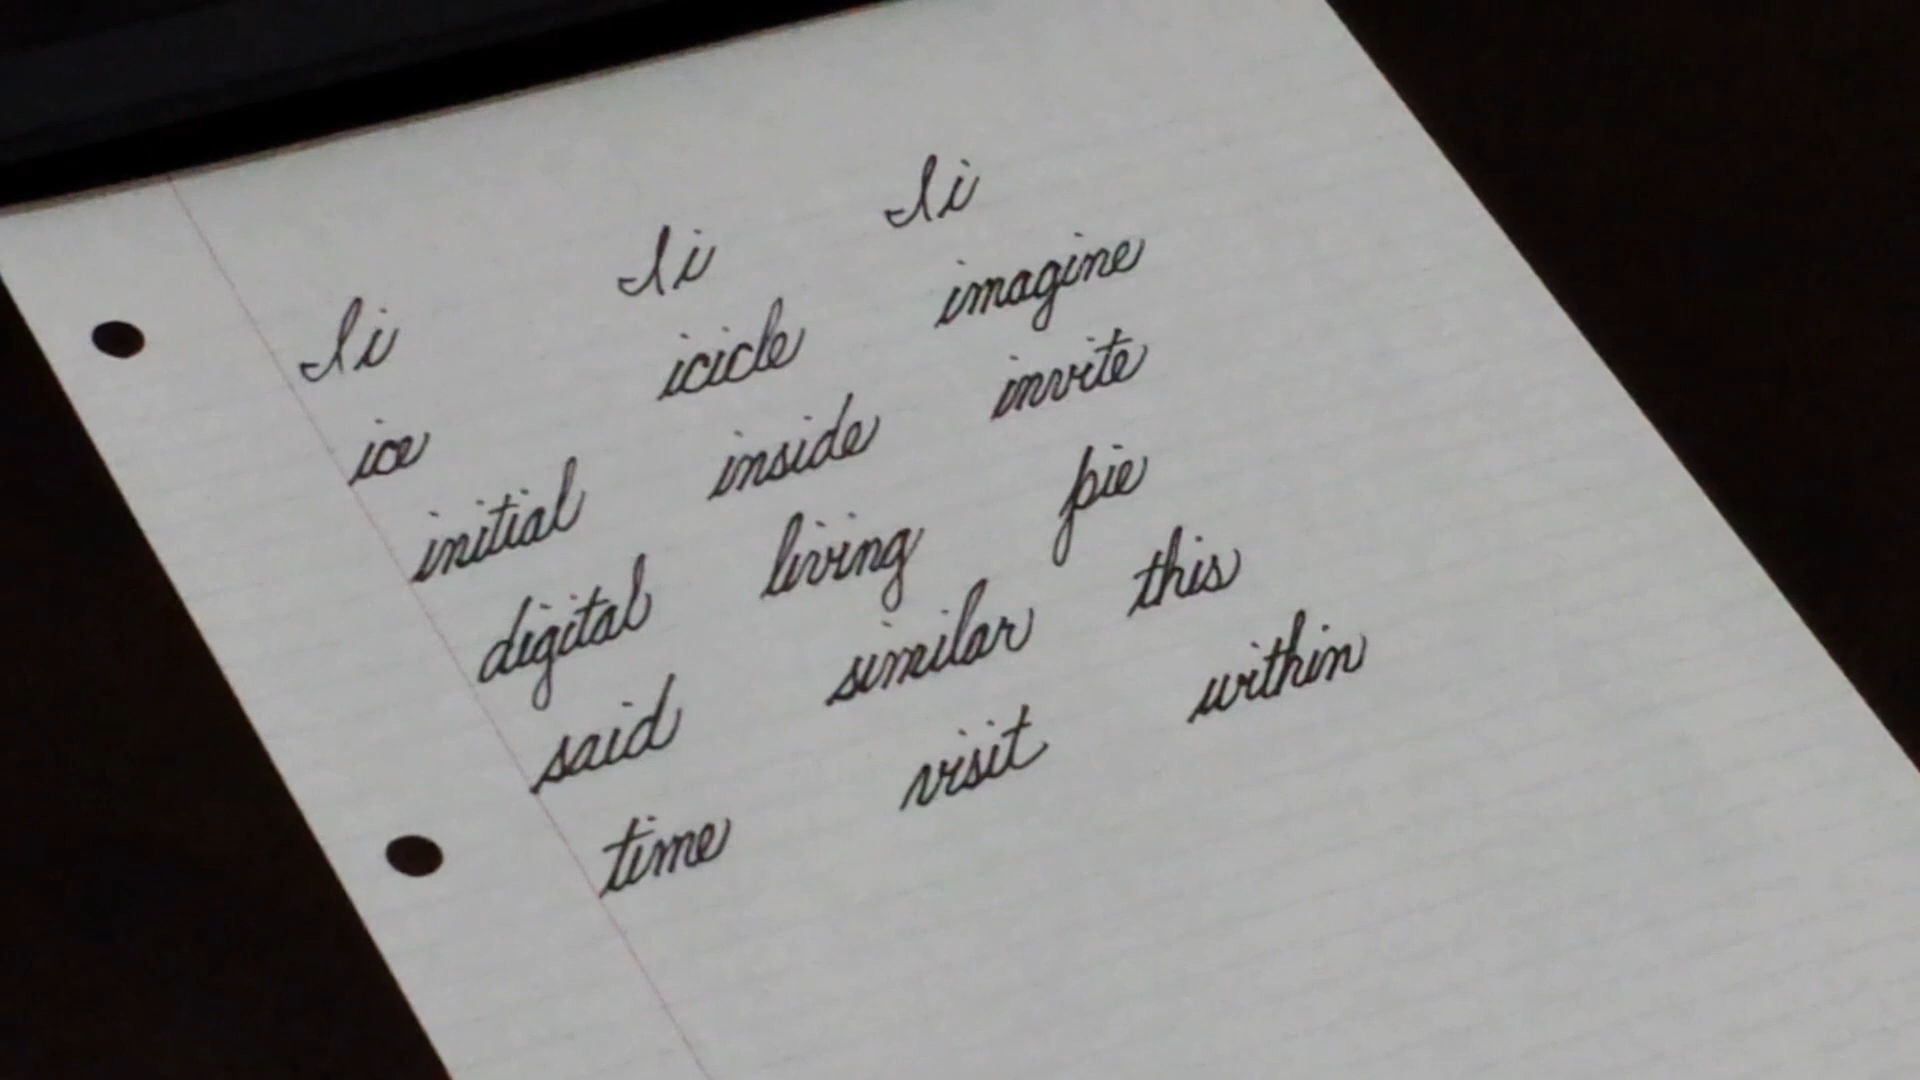 Ii Ii Ii
ice icicle imagine
initial inside invite
digital living pie
said similar this
time visit within